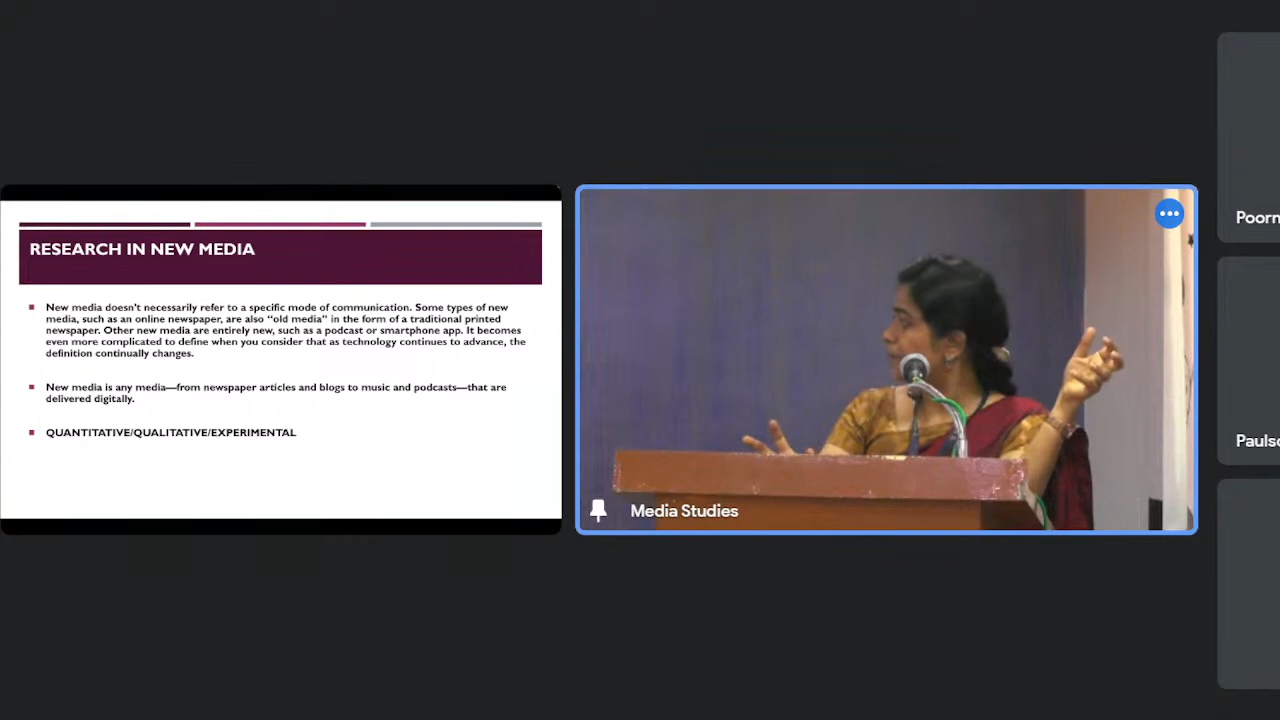 RESEARCH IN NEW MEDIA
New media doesn't necessarily refer to a specific mode of communication. Some types of new
media, such as an online newspaper, are also “old media” in the form of a traditional printed
newspaper. Other new media are entirely new, such as a podcast or smartphone app. It becomes
even more complicated to define when you consider that as technology continues to advance, the
definition continually changes.
New media is any media—from newspaper articles and blogs to music and podcasts—that are
delivered digitally.
QUANTITATIVE/QUALITATIVE/EXPERIMENTAL
Media Studies
Poorn
Paulso